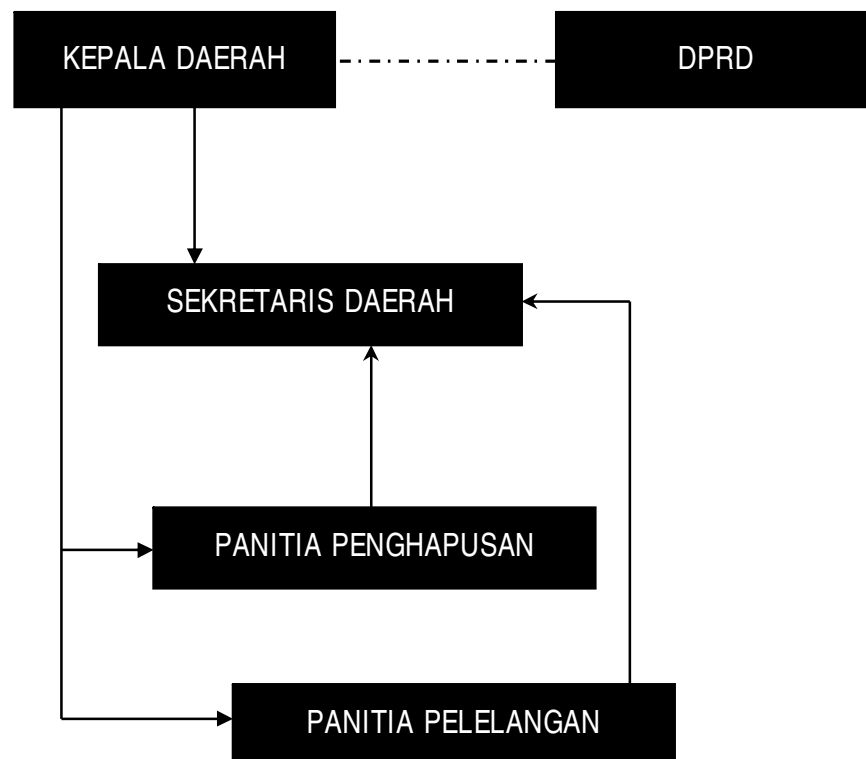 KEPALA DAERAH
DPRD
SEKRETARIS DAERAH
PANITIA PENGHAPUSAN
PANITIA PELELANGAN